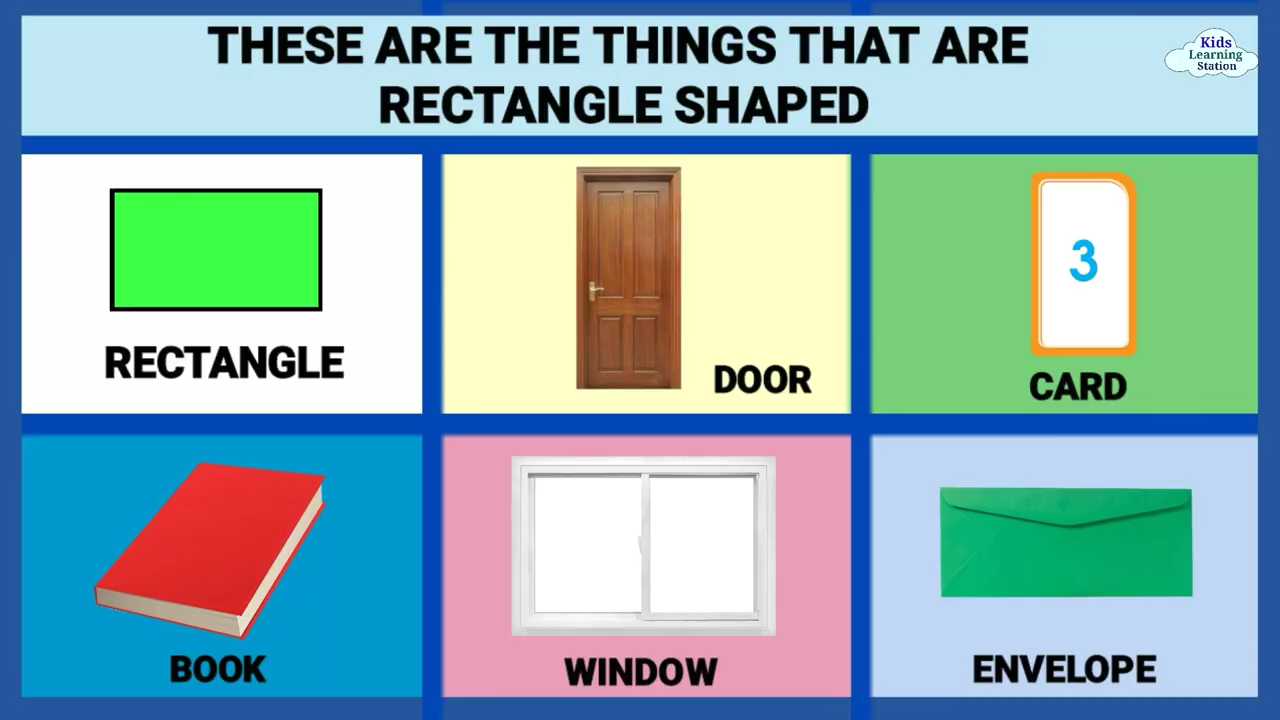 THESE ARE THE THINGS THAT ARE
RECTANGLE SHAPED
Kids
Learning
Station
RECTANGLE
DOOR
3
CARD
BOOK
WINDOW
ENVELOPE